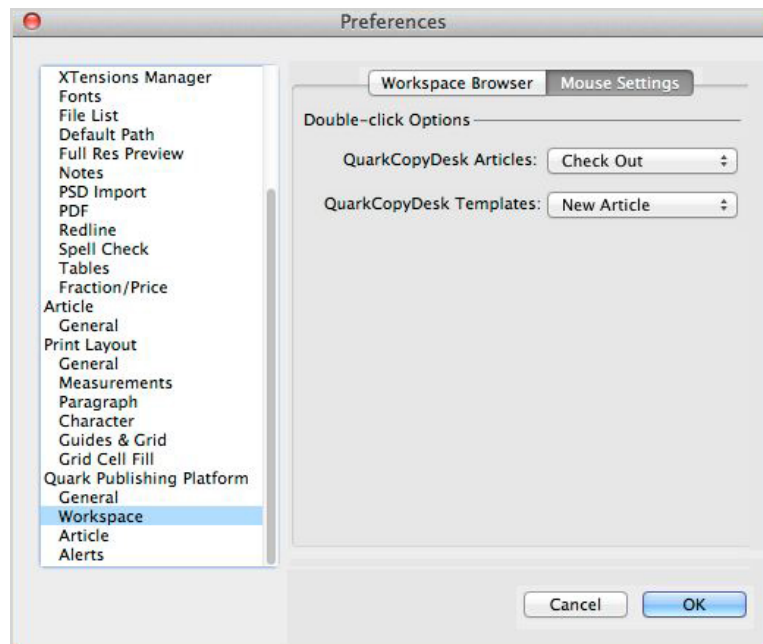 Preferences
XTensions Manager
Fonts
File List
Default Path
Full Res Preview
Notes
PSD Import
PDF
Redline
Spell Check
Tables
Fraction/Price
Article
General
Print Layout
General
Measurements
Paragraph
Character
Guides & Grid
Grid Cell Fill
Quark Publishing Platform
General
Workspace
Article
Alerts
Workspace Browser Mouse Settings
Double-click Options
QuarkCopyDesk Articles: Check Out
QuarkCopyDesk Templates: New Article
Cancel OK